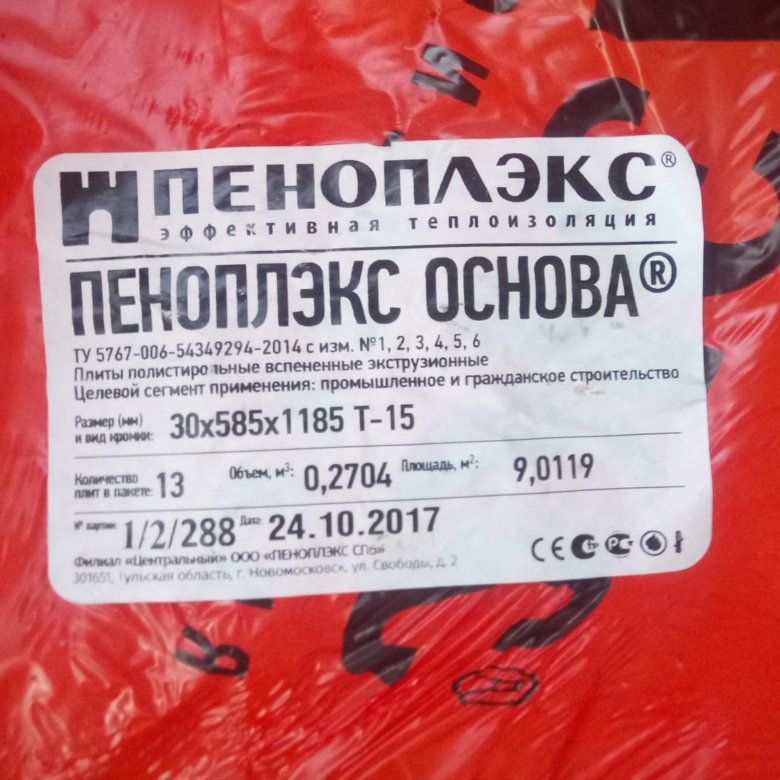 ПЕНОПЛЭКС®
эффективная теплоизоляция
ПЕНОПЛЭКС ОСНОВА®
ТУ 5767-006-54349294-2014 с изм. №1, 2, 3, 4, 5, 6
Плиты полистирольные вспененные экструзионные
Целевой сегмент применения: промышленное и гражданское строительство
Размер (мм)
и вид кромки: 30х585х1185 Т-15
Количество
плит в пакете: 13 Объем, м³: 0,2704 Площадь, м²: 9,0119
№ партии: 1/2/288 Дата: 24.10.2017
Филиал «Центральный» ООО «ПЕНОПЛЭКС СПб»
301651, Тульская область, г. Новомосковск, ул. Свободы, д. 2
CE РСТ